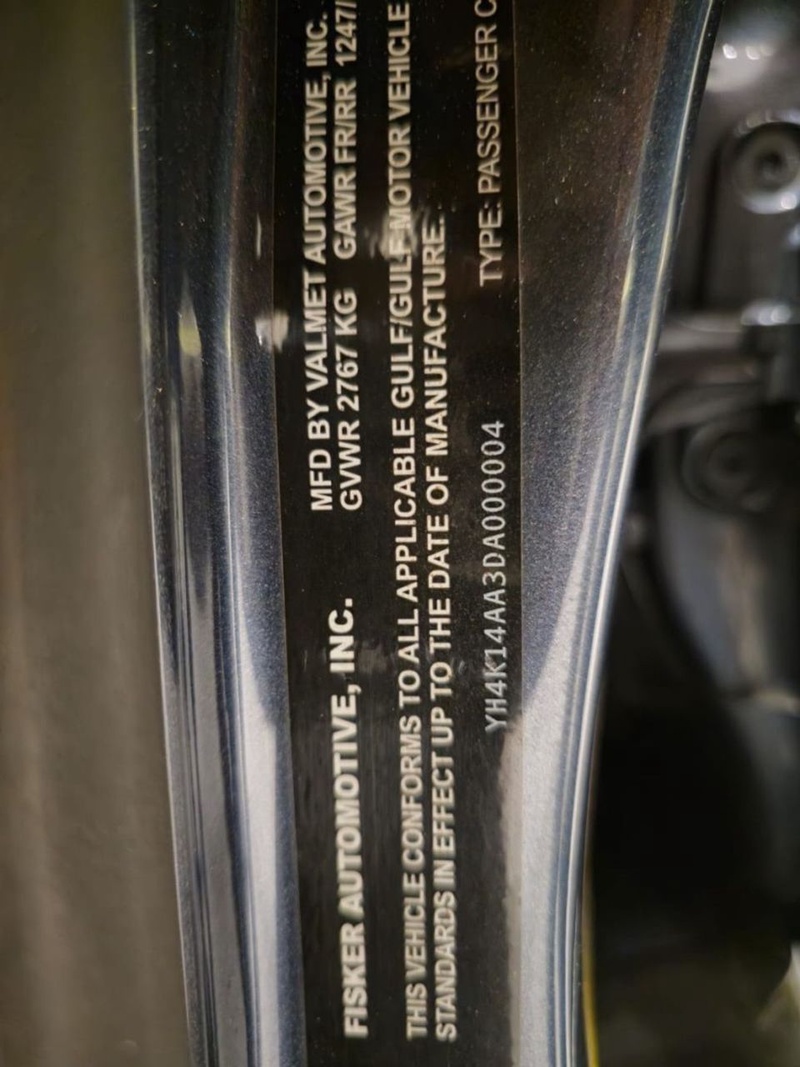 FISKER AUTOMOTIVE, INC. MFD BY VALMET AUTOMOTIVE, INC.
GVWR 2767 KG GAWR FR/RR 1247/
THIS VEHICLE CONFORMS TO ALL APPLICABLE GULF/GULF MOTOR VEHICLE
STANDARDS IN EFFECT UP TO THE DATE OF MANUFACTURE.
YH4K14AA3DA000004 TYPE: PASSENGER C